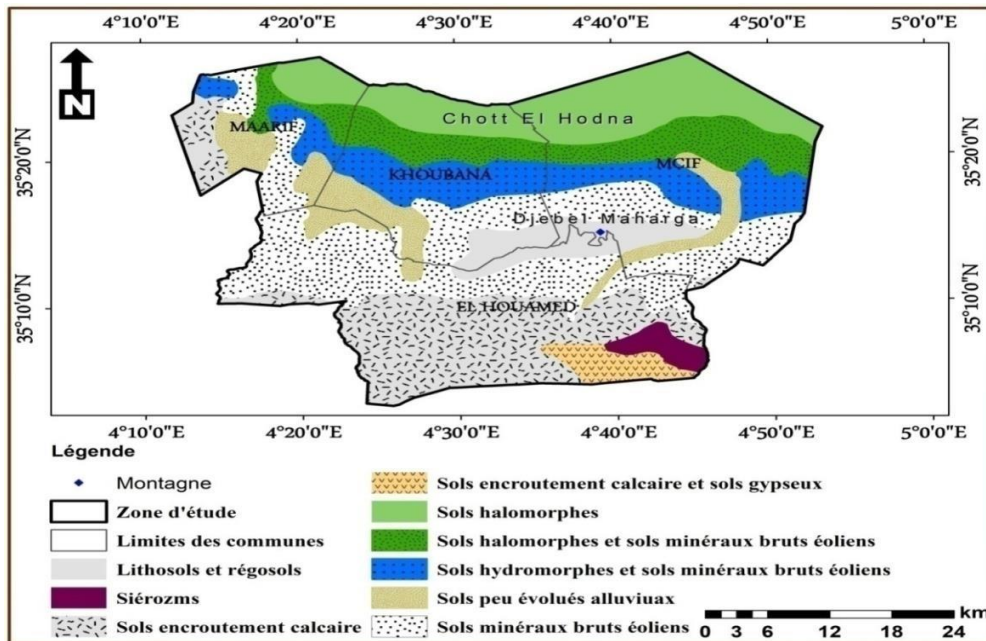 4°10'0"E 4°20'0"E 4°30'0"E 4°40'0"E 4°50'0"E 5°0'0"E
N
Chott El Hodna
MAARIF
35°20'0"N 35°20'0"N
MCIF
KHOUBANA
Djebel Maharga
35°10'0"N 35°10'0"N
EL HOUAMED
4°10'0"E 4°20'0"E 4°30'0"E 4°40'0"E 4°50'0"E 5°0'0"E
Légende
Montagne
Zone d'étude
Limites des communes
Lithosols et régosols
Siérozms
Sols encroutement calcaire
Sols encroutement calcaire et sols gypseux
Sols halomorphes
Sols halomorphes et sols minéraux bruts éoliens
Sols hydromorphes et sols minéraux bruts éoliens
Sols peu évolués alluviuax
Sols minéraux bruts éoliens
km
0 3 6 12 18 24